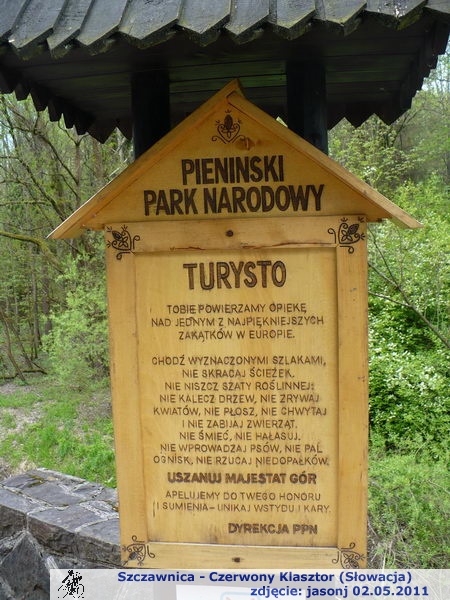 PIENINSKI
PARK NARODOWY
TURYSTO
TOBIE POWIERZAMY OPIEKĘ
NAD JEDNYM Z NAJPIĘKNIEJSZYCH
ZAKĄTKÓW W EUROPIE.
CHODŹ WYZNACZONYMI SZLAKAMI,
NIE SKRACAJ ŚCIEŻEK.
NIE NISZCZ SZATY ROŚLINNEJ:
NIE KALECZ DRZEW, NIE ZRYWAJ
KWIATÓW, NIE PŁOSZ, NIE CHWYTAJ
I NIE ZABIJAJ ZWIERZĄT.
NIE ŚMIEĆ, NIE HAŁASUJ.
NIE WPROWADZAJ PSÓW, NIE PAL
OGNISK, NIE RZUCAJ NIEDOPAŁKÓW.
USZANUJ MAJESTAT GÓR
APELUJEMY DO TWEGO HONORU
I SUMIENIA - UNIKAJ WSTYDU I KARY.
DYREKCJA PPN
Szczawnica - Czerwony Klasztor (Słowacja)
zdjęcie: jasonj 02.05.2011